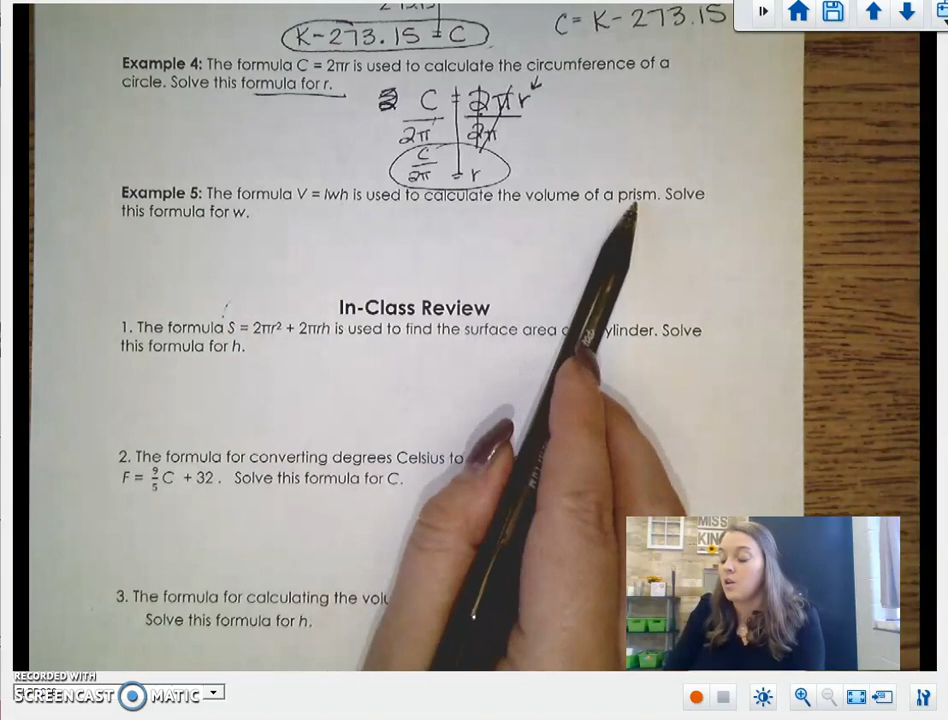 K-273.15 = C
C = K-273.15
Example 4: The formula C = 2πr is used to calculate the circumference of a
circle. Solve this formula for r.
C = 2π r
2π 2π
C
2π = r
Example 5: The formula V = lwh is used to calculate the volume of a prism. Solve
this formula for w.
In-Class Review
1. The formula S = 2πr² + 2πrh is used to find the surface area ylinder. Solve
this formula for h.
2. The formula for converting degrees Celsius to
F = 9/5 C + 32. Solve this formula for C.
3. The formula for calculating the volu
Solve this formula for h.
MISS
KING
RECORDED WITH
SCREENCAST MATIC